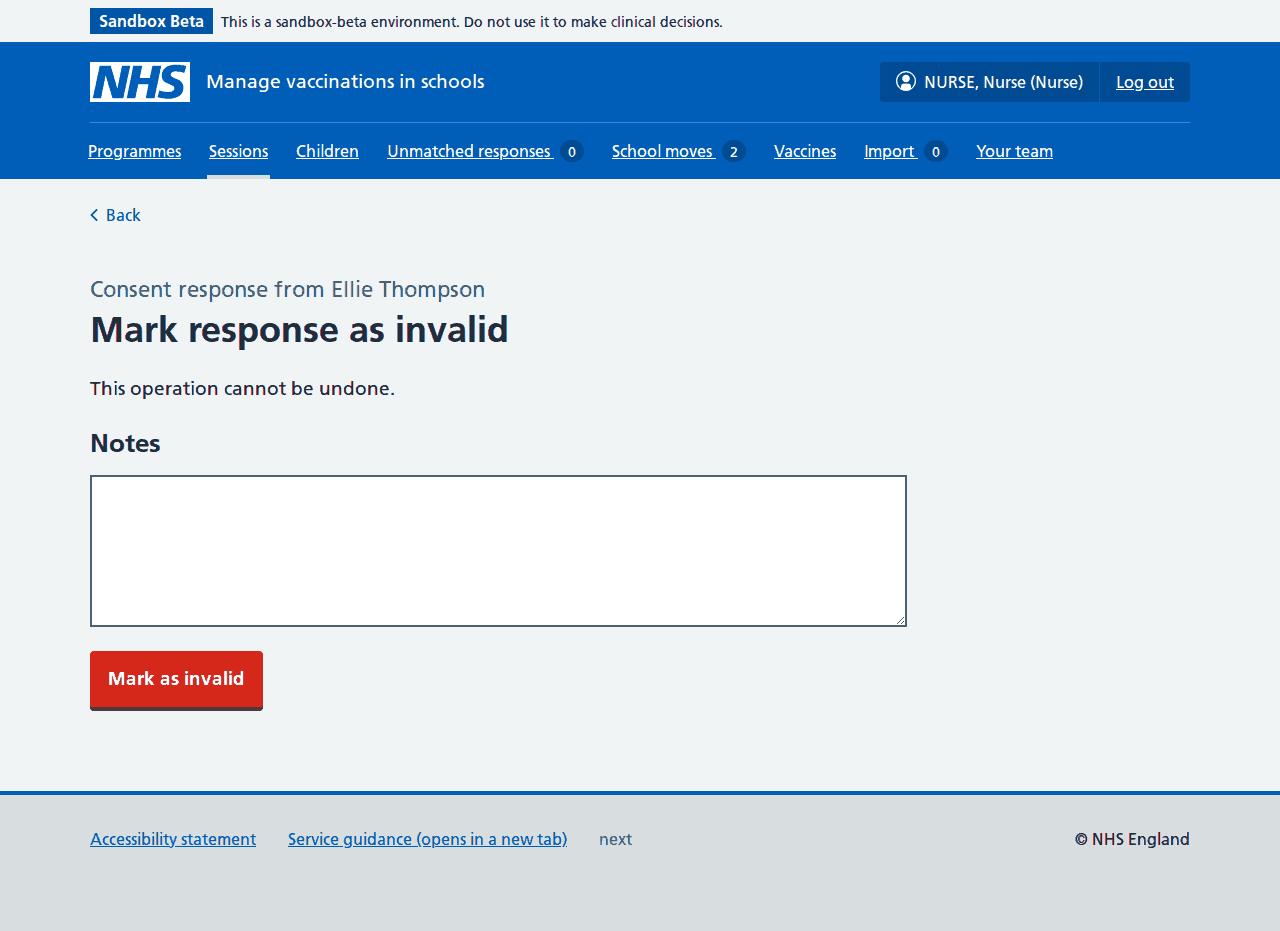 Sandbox Beta This is a sandbox-beta environment. Do not use it to make clinical decisions.
NHS Manage vaccinations in schools NURSE, Nurse (Nurse) Log out
Programmes Sessions Children Unmatched responses 0 School moves 2 Vaccines Import 0 Your team
Back
Consent response from Ellie Thompson
Mark response as invalid
This operation cannot be undone.
Notes
Mark as invalid
Accessibility statement Service guidance (opens in a new tab) next © NHS England